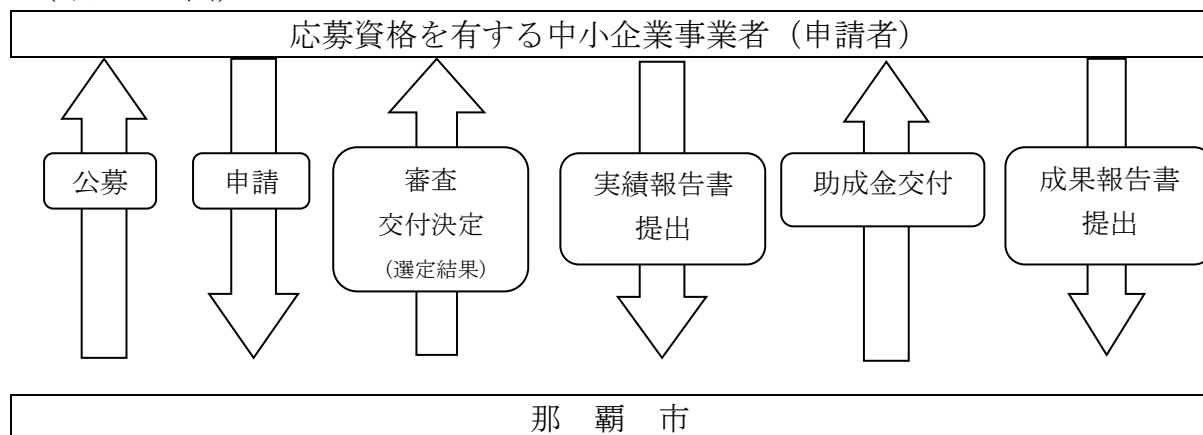 応募資格を有する中小企業事業者（申請者）
公募
申請
審査
交付決定
（選定結果）
実績報告書
提出
助成金交付
成果報告書
提出
那　覇　市